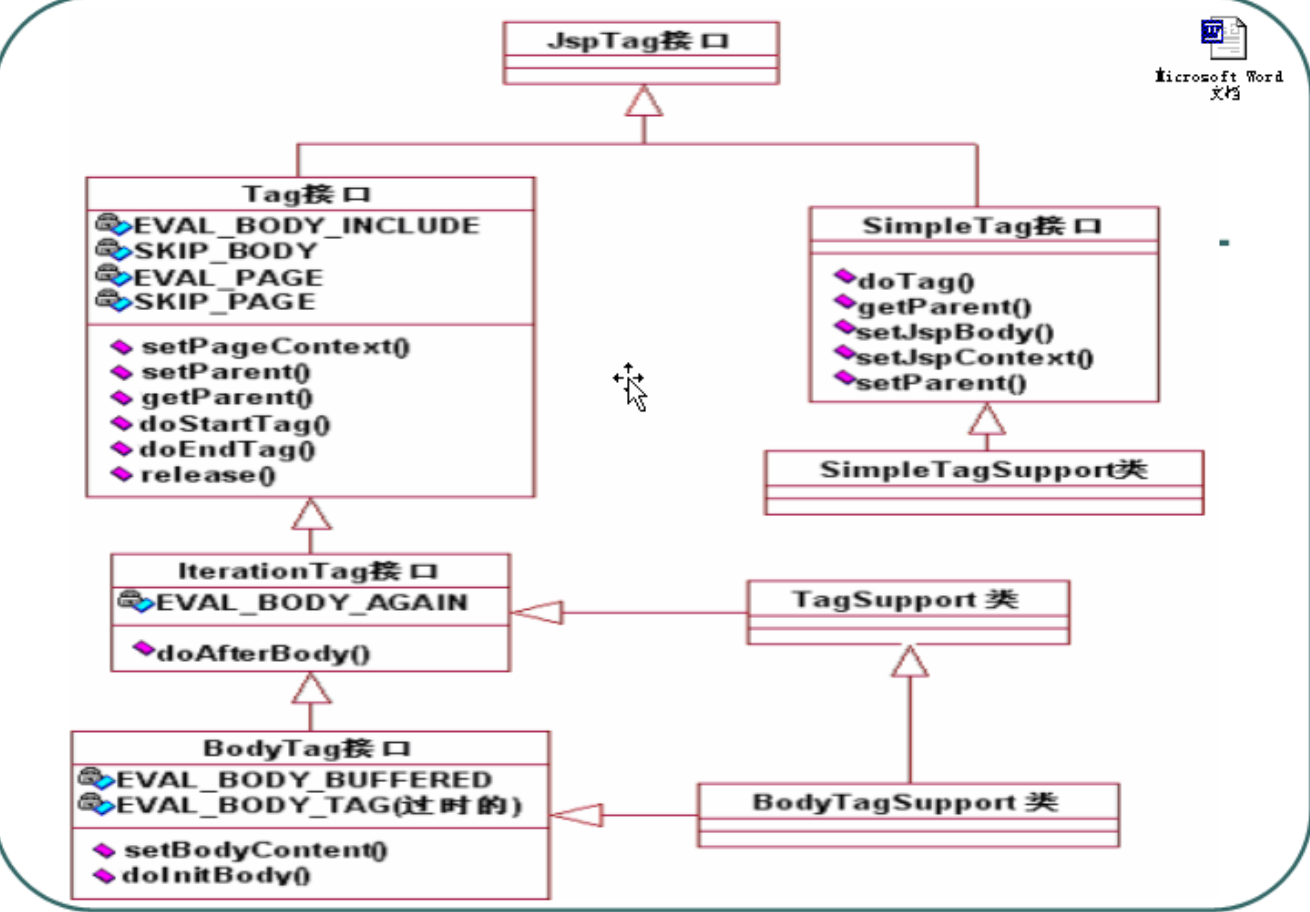 JspTag接口
Microsoft Word
文档
Tag接口
EVAL_BODY_INCLUDE
SKIP_BODY
EVAL_PAGE
SKIP_PAGE
setPageContext()
setParent()
getParent()
doStartTag()
doEndTag()
release()
SimpleTag接口
doTag()
getParent()
setJspBody()
setJspContext()
setParent()
SimpleTagSupport类
IterationTag接口
EVAL_BODY_AGAIN
doAfterBody()
TagSupport 类
BodyTag接口
EVAL_BODY_BUFFERED
EVAL_BODY_TAG(过时的)
setBodyContent()
doInitBody()
BodyTagSupport 类